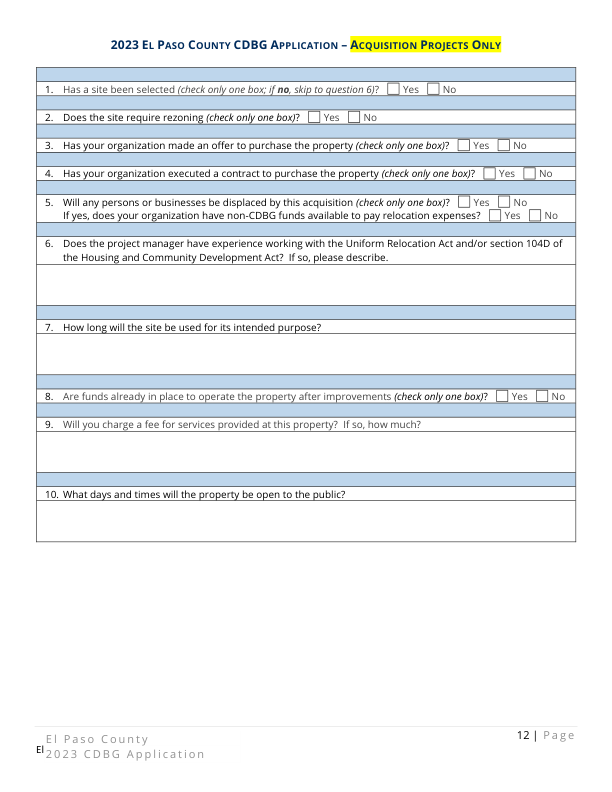 2023 El Paso County CDBG Application – Acquisition Projects Only
1. Has a site been selected (check only one box; if no, skip to question 6)? ☐ Yes ☐ No
2. Does the site require rezoning (check only one box)? ☐ Yes ☐ No
3. Has your organization made an offer to purchase the property (check only one box)? ☐ Yes ☐ No
4. Has your organization executed a contract to purchase the property (check only one box)? ☐ Yes ☐ No
5. Will any persons or businesses be displaced by this acquisition (check only one box)? ☐ Yes ☐ No
If yes, does your organization have non-CDBG funds available to pay relocation expenses? ☐ Yes ☐ No
6. Does the project manager have experience working with the Uniform Relocation Act and/or section 104D of
the Housing and Community Development Act? If so, please describe.
7. How long will the site be used for its intended purpose?
8. Are funds already in place to operate the property after improvements (check only one box)? ☐ Yes ☐ No
9. Will you charge a fee for services provided at this property? If so, how much?
10. What days and times will the property be open to the public?
12 | Page
El Paso County
El
2023 CDBG Application